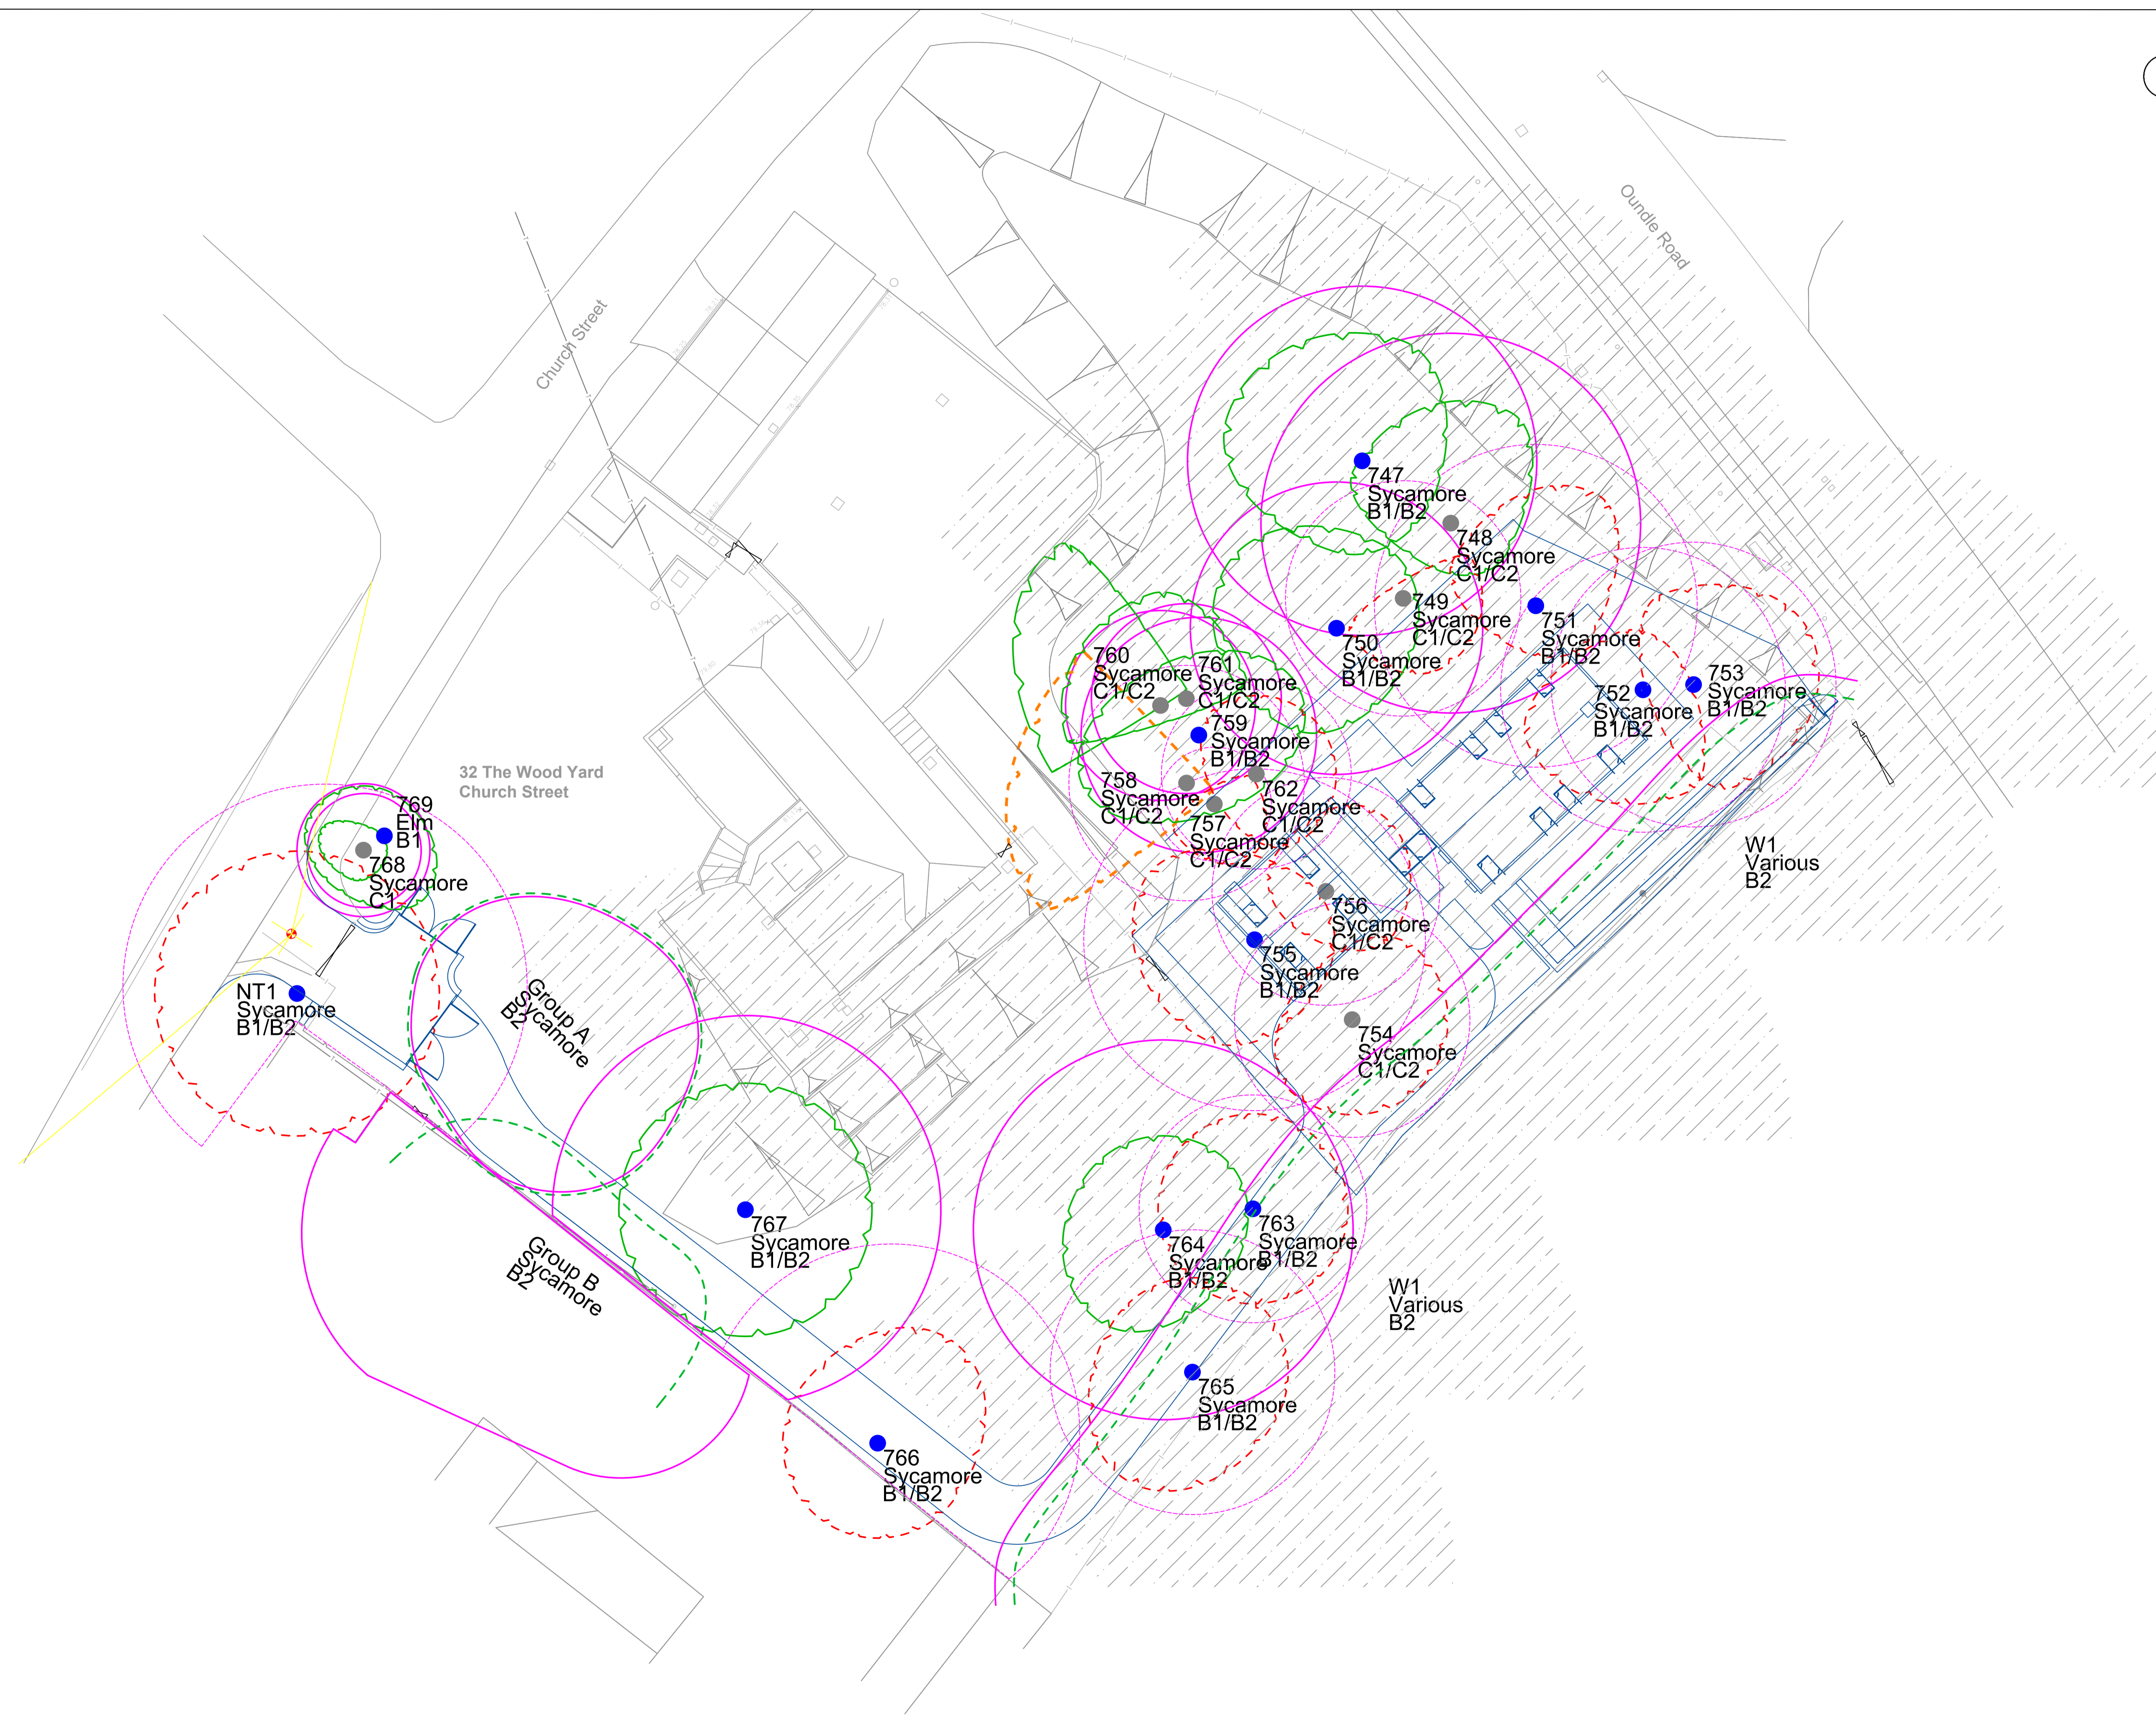 Oundle Road
Church Street
747
Sycamore
B1/B2
748
Sycamore
C1/C2
749
Sycamore
C1/C2
750
Sycamore
B1/B2
751
Sycamore
B1/B2
752
Sycamore
B1/B2
753
Sycamore
B1/B2
760
Sycamore
C1/C2
761
Sycamore
C1/C2
759
Sycamore
B1/B2
758
Sycamore
C1/C2
762
Sycamore
C1/C2
757
Sycamore
C1/C2
32 The Wood Yard
Church Street
769
Elm
B1
768
Sycamore
C1
W1
Various
B2
756
Sycamore
C1/C2
755
Sycamore
B1/B2
NT1
Sycamore
B1/B2
Group A
Sycamore
B2
754
Sycamore
C1/C2
767
Sycamore
B1/B2
763
Sycamore
B1/B2
764
Sycamore
B1/B2
Group B
Sycamore
B2
W1
Various
B2
765
Sycamore
B1/B2
766
Sycamore
B1/B2